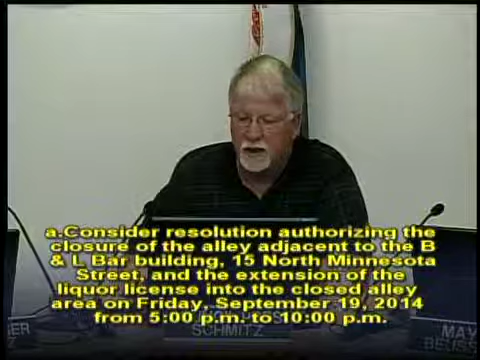 a.Consider resolution authorizing the
closure of the alley adjacent to the B
& L Bar building, 15 North Minnesota
Street, and the extension of the
liquor license into the closed alley
area on Friday, September 19, 2014
from 5:00 p.m. to 10:00 p.m.
SCHMITZ
MAY
BEUSS